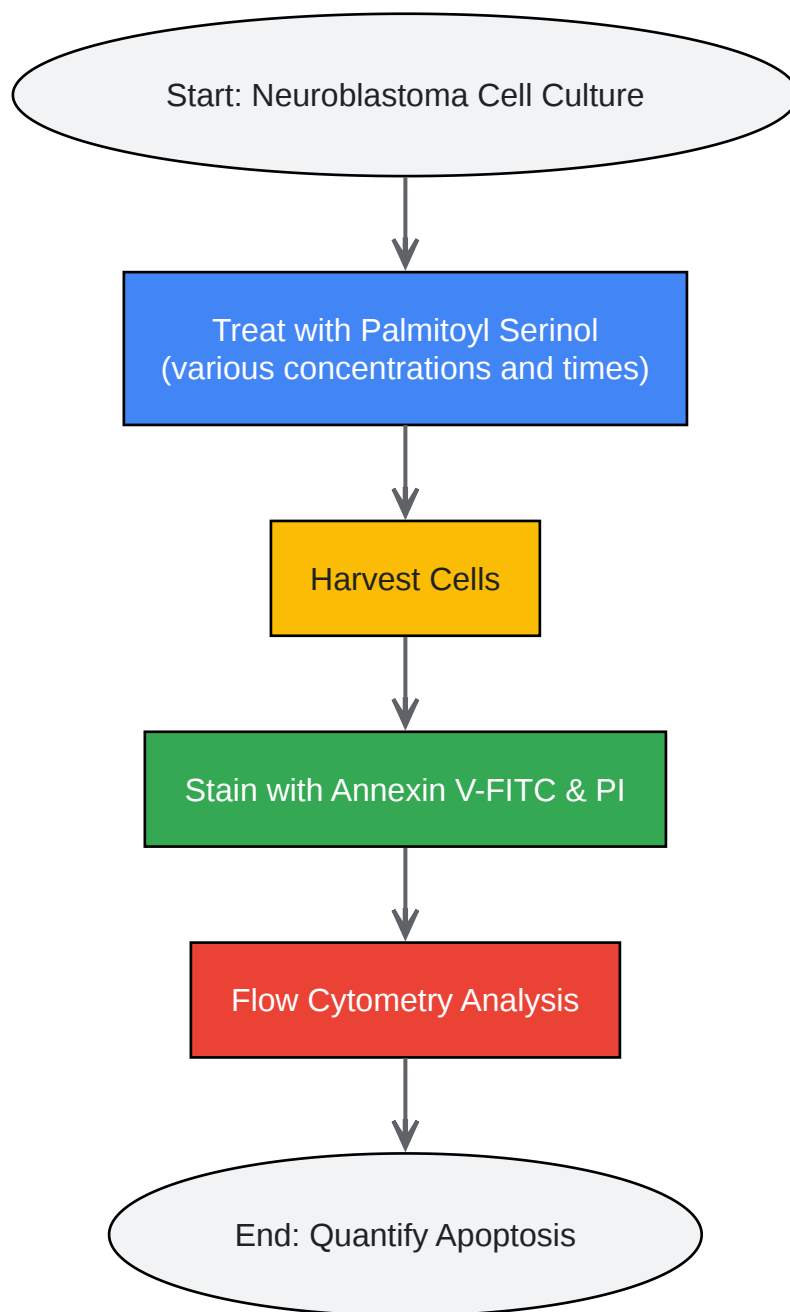 Start: Neuroblastoma Cell Culture
Treat with Palmitoyl Serinol
(various concentrations and times)
Harvest Cells
Stain with Annexin V-FITC & PI
Flow Cytometry Analysis
End: Quantify Apoptosis